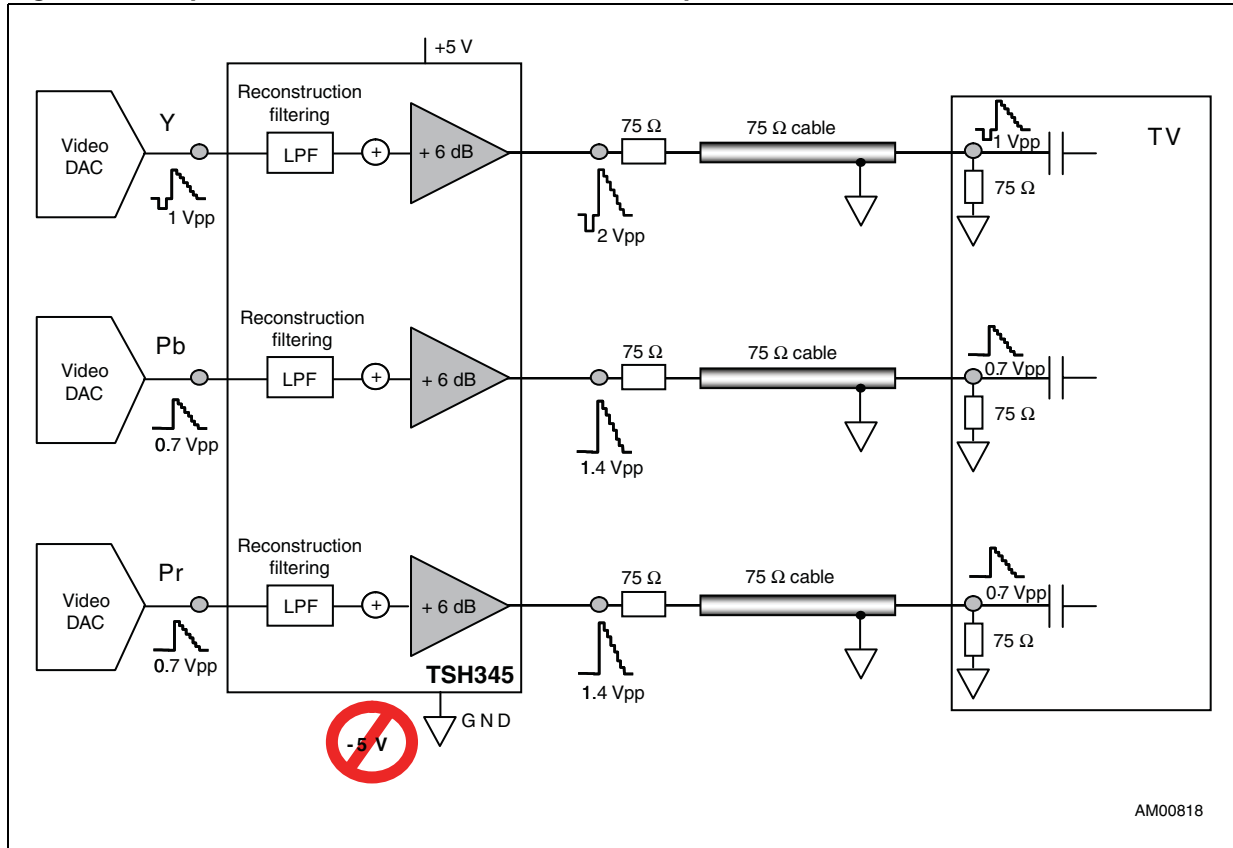 +5 V
Reconstruction
filtering
Video
DAC
Y
LPF
+
+ 6 dB
1 Vpp
75 Ω
75 Ω cable
2 Vpp
1 Vpp
75 Ω
TV
Reconstruction
filtering
Video
DAC
Pb
LPF
+
+ 6 dB
0.7 Vpp
75 Ω
75 Ω cable
1.4 Vpp
0.7 Vpp
75 Ω
Reconstruction
filtering
Video
DAC
Pr
LPF
+
+ 6 dB
0.7 Vpp
75 Ω
75 Ω cable
1.4 Vpp
0.7 Vpp
75 Ω
TSH345
GND
-5 V
AM00818